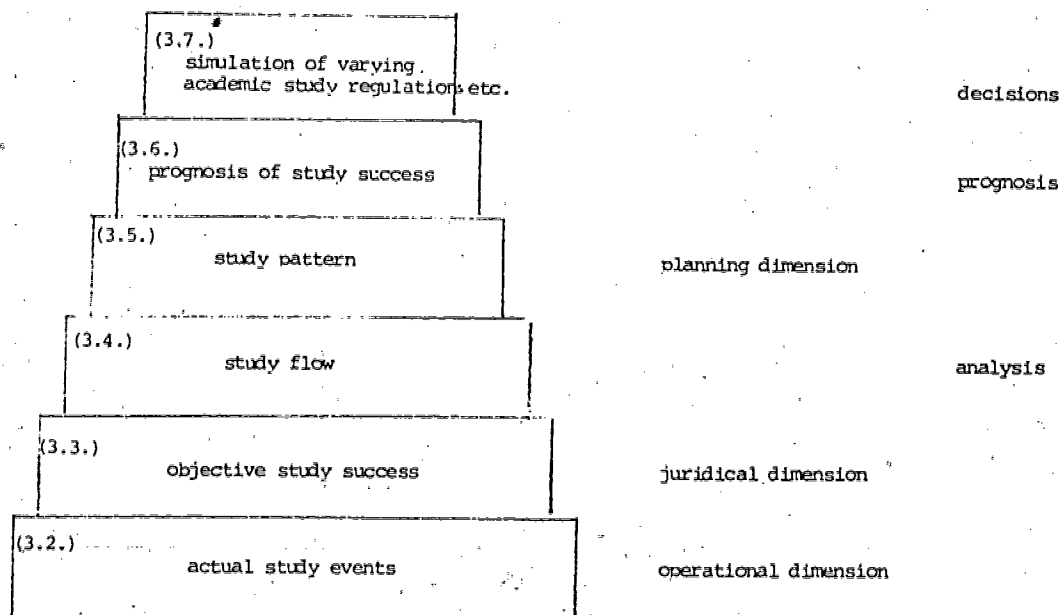 (3.7.)
simulation of varying.
academic study regulations etc.
decisions
(3.6.)
prognosis of study success
prognosis
(3.5.)
study pattern
planning dimension
(3.4.)
study flow
analysis
(3.3.)
objective study success
juridical dimension
(3.2.)
actual study events
operational dimension